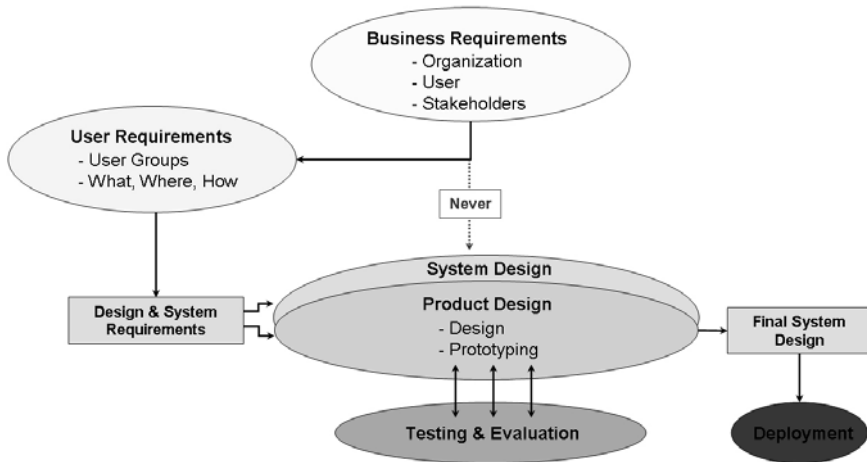 Business Requirements
- Organization
- User
- Stakeholders
User Requirements
- User Groups
- What, Where, How
Never
System Design
Design & System
Requirements
Product Design
- Design
- Prototyping
Final System
Design
Testing & Evaluation
Deployment